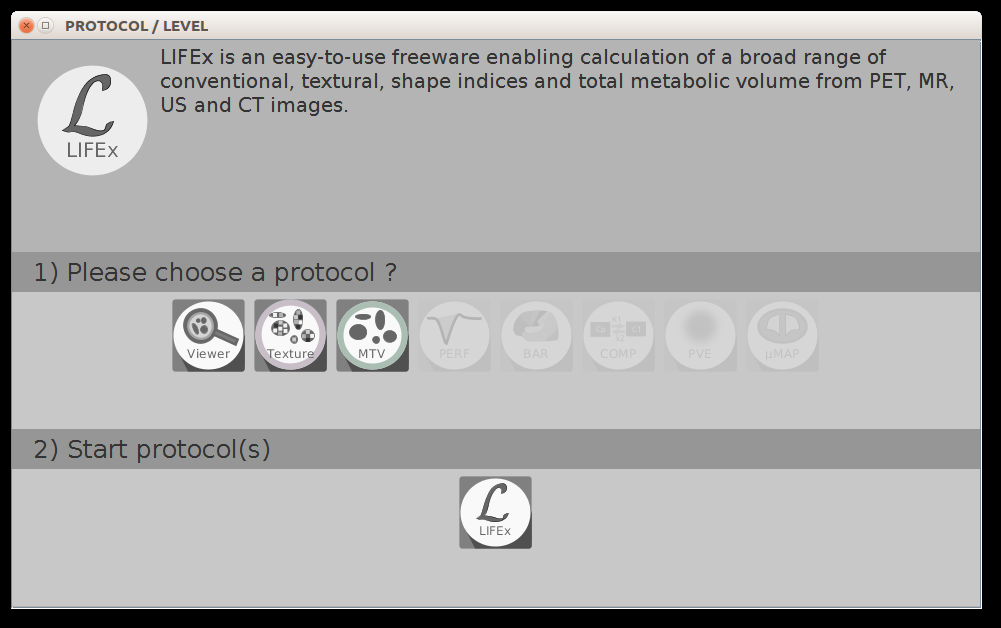 PROTOCOL / LEVEL
LIFEx is an easy-to-use freeware enabling calculation of a broad range of
conventional, textural, shape indices and total metabolic volume from PET, MR,
US and CT images.
L
LIFEx
1) Please choose a protocol ?
Viewer
Texture
MTV
PERF
BAR
COMP
PVE
µMAP
2) Start protocol(s)
L
LIFEx